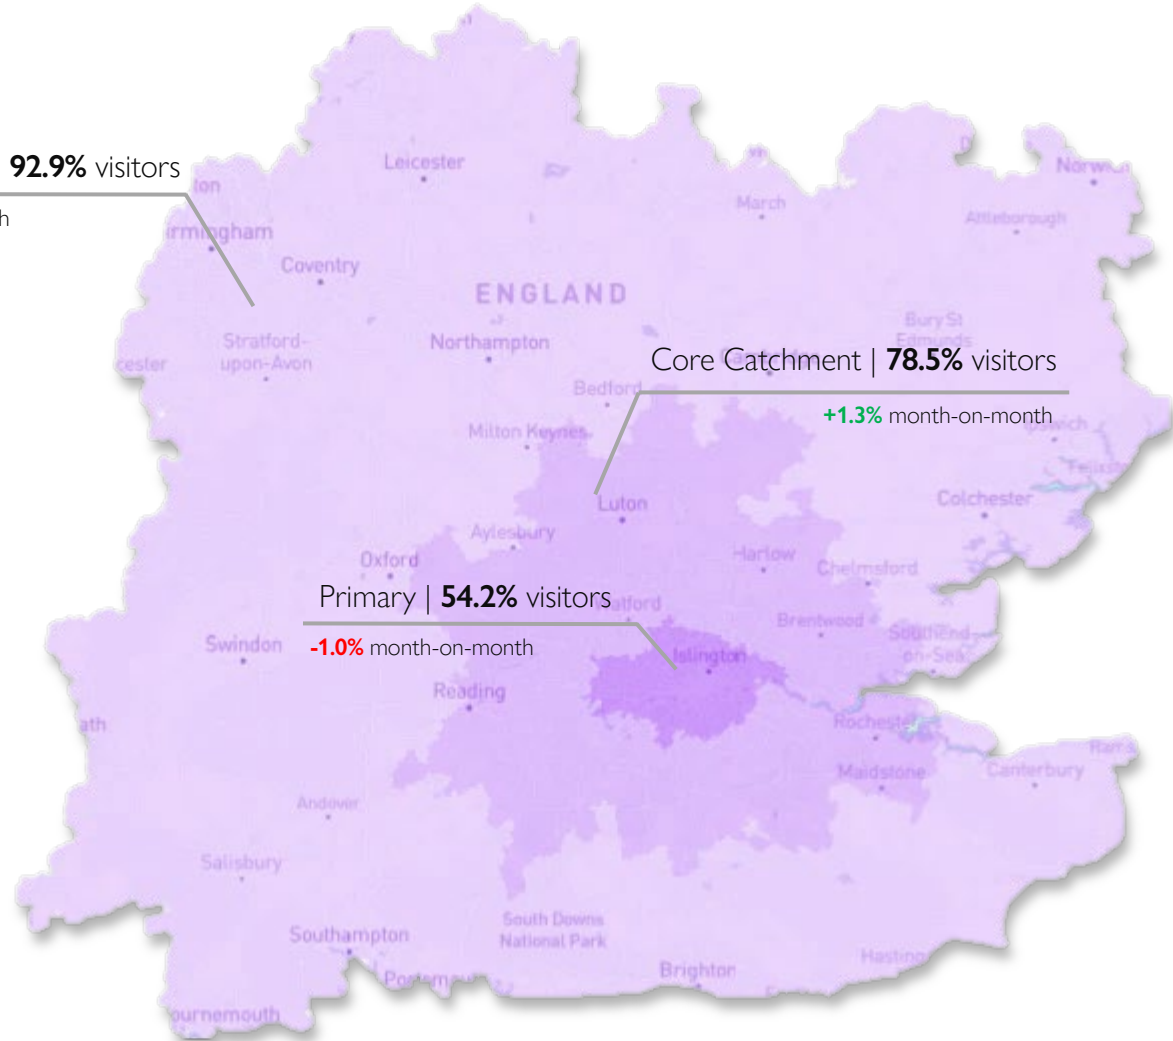 92.9% visitors
h
Leicester
March
Attleborough
Coventry
ENGLAND
Stratford-
upon-Avon
Northampton
Bury St
Edmunds
Core Catchment | 78.5% visitors
+1.3% month-on-month
Bedford
Milton Keynes
Luton
Colchester
Aylesbury
Oxford
Harlow
Chelmsford
Primary | 54.2% visitors
-1.0% month-on-month
Brentwood
Southend-
on-Sea
Swindon
Islington
Reading
Rochester
Maidstone
Canterbury
Andover
Salisbury
South Downs
National Park
Southampton
Brighton